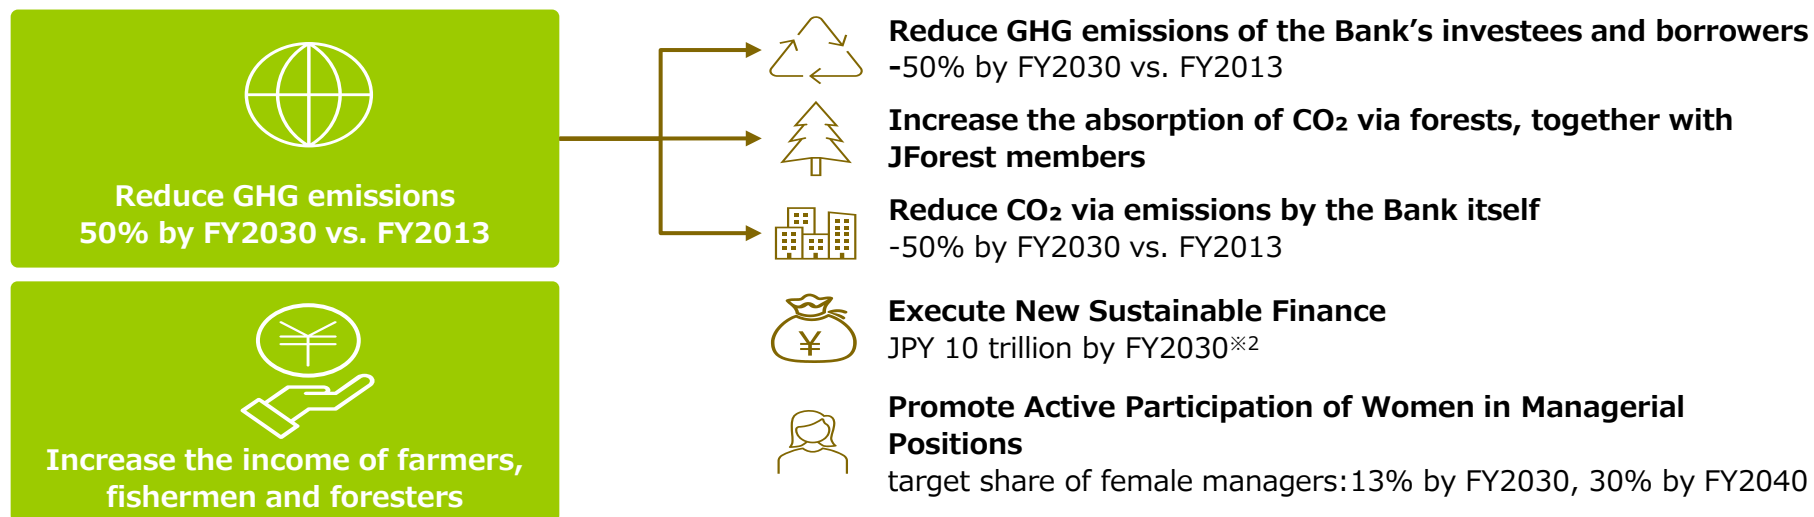 Reduce GHG emissions
50% by FY2030 vs. FY2013
Increase the income of farmers,
fishermen and foresters
Reduce GHG emissions of the Bank’s investees and borrowers
-50% by FY2030 vs. FY2013
Increase the absorption of CO₂ via forests, together with
JForest members
Reduce CO₂ via emissions by the Bank itself
-50% by FY2030 vs. FY2013
¥
Execute New Sustainable Finance
JPY 10 trillion by FY2030※2
Promote Active Participation of Women in Managerial
Positions
target share of female managers:13% by FY2030, 30% by FY2040